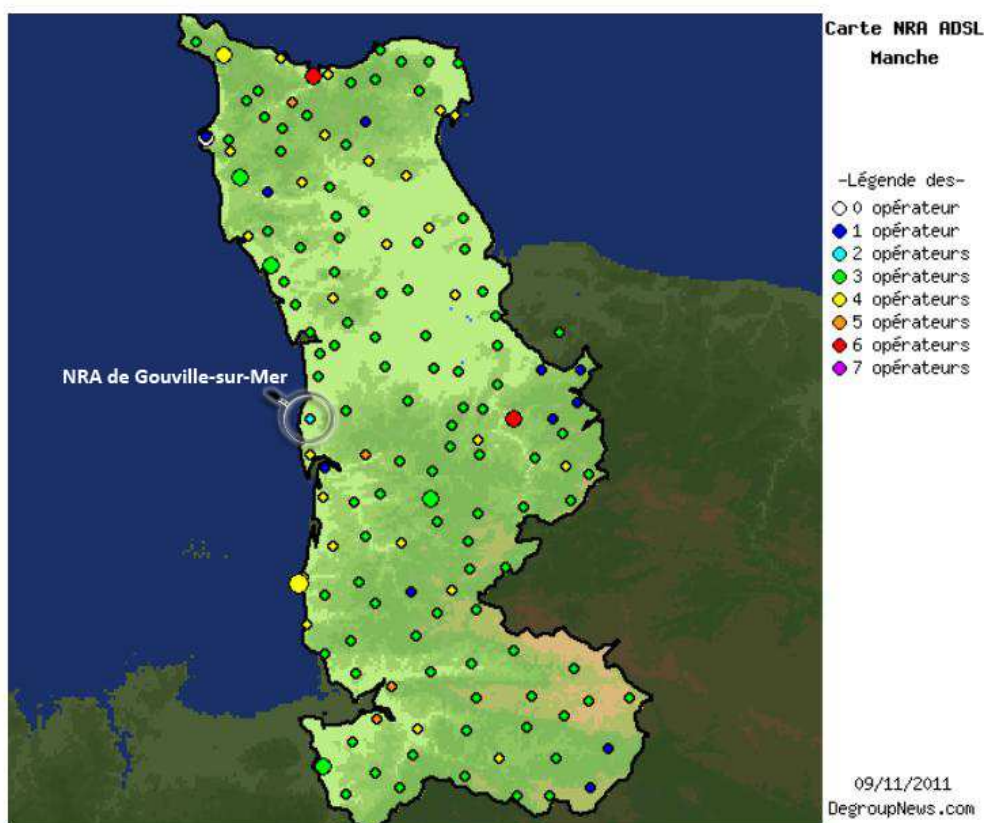 Carte NRA ADSL
Manche
NRA de Gouville-sur-Mer
-Légende des-
0 opérateur
1 opérateur
2 opérateurs
3 opérateurs
4 opérateurs
5 opérateurs
6 opérateurs
7 opérateurs
09/11/2011
DegroupNews.com